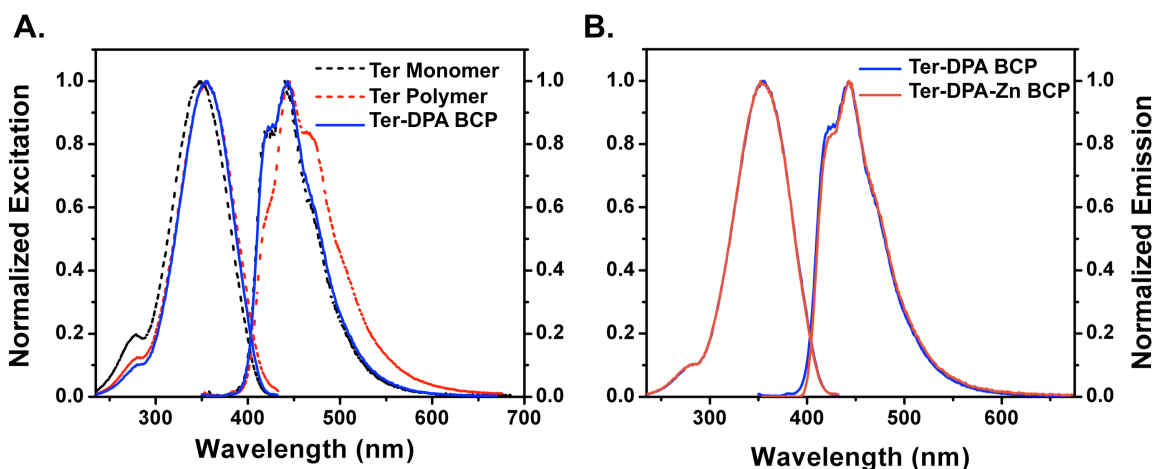 A.
Normalized Excitation
1.0
0.8
0.6
0.4
0.2
0.0
Ter Monomer
Ter Polymer
Ter-DPA BCP
1.0
0.8
0.6
0.4
0.2
0.0
300 400 500 600 700
Wavelength (nm)
B.
1.0
0.8
0.6
0.4
0.2
0.0
Ter-DPA BCP
Ter-DPA-Zn BCP
1.0
0.8
0.6
0.4
0.2
0.0
300 400 500 600
Wavelength (nm)
Normalized Emission